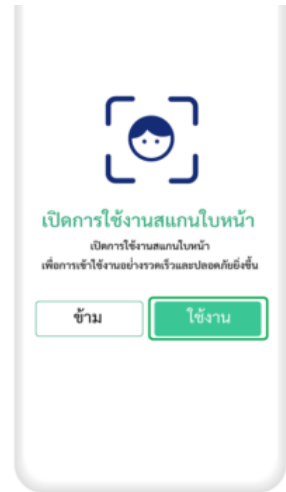 เปิดการใช้งานสแกนใบหน้า
เปิดการใช้งานสแกนใบหน้า
เพื่อการเข้าใช้งานอย่างรวดเร็วและปลอดภัยยิ่งขึ้น
ข้าม
ใช้งาน